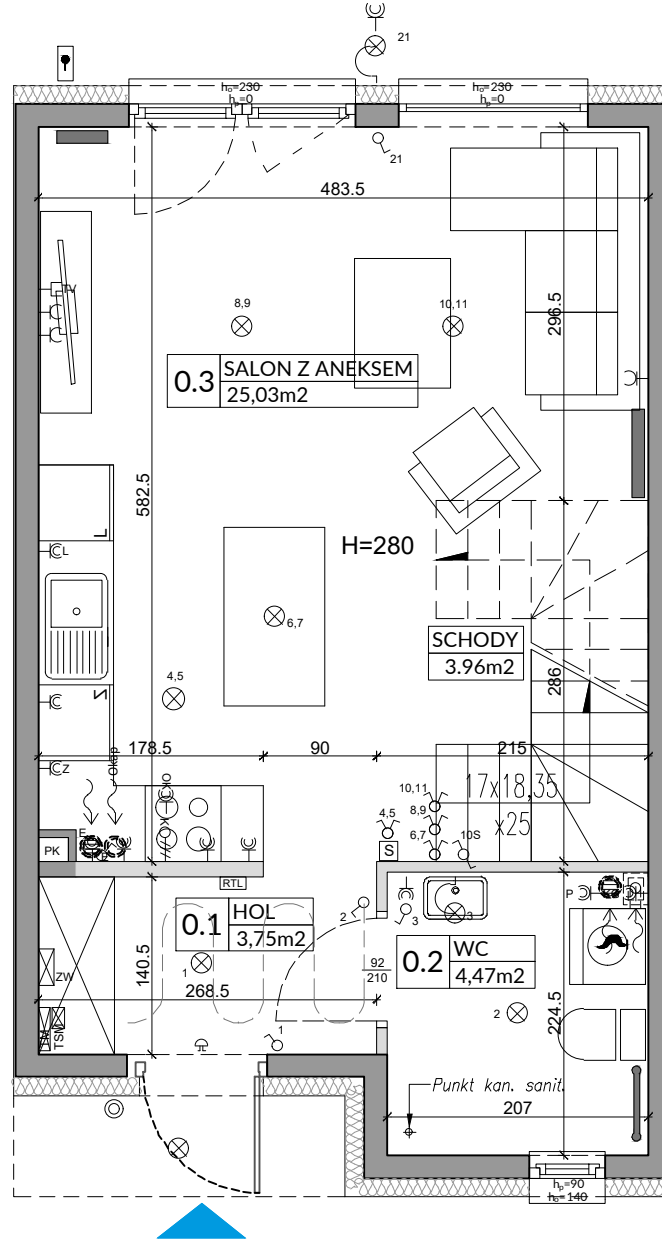 21
h₀=230
hₚ=0
h₀=230
hₚ=0
21
483.5
TV
8,9
10,11
296.5
0.3
SALON Z ANEKSEM
25,03m2
582.5
L
H=280
L
6,7
SCHODY
3.96m2
286
4,5
178.5
90
215
Z
Okap
17x18,35
x25
10,11
8,9
6,7
4,5
10S
S
E
PK
RTL
0.1
HOL
3,75m2
2
3
3
P
0.2
WC
4,47m2
92
210
140.5
1
ZW
268.5
TM
TSM
1
2
224.5
Punkt kan. sanit.
207
hₚ=90
h₀=140